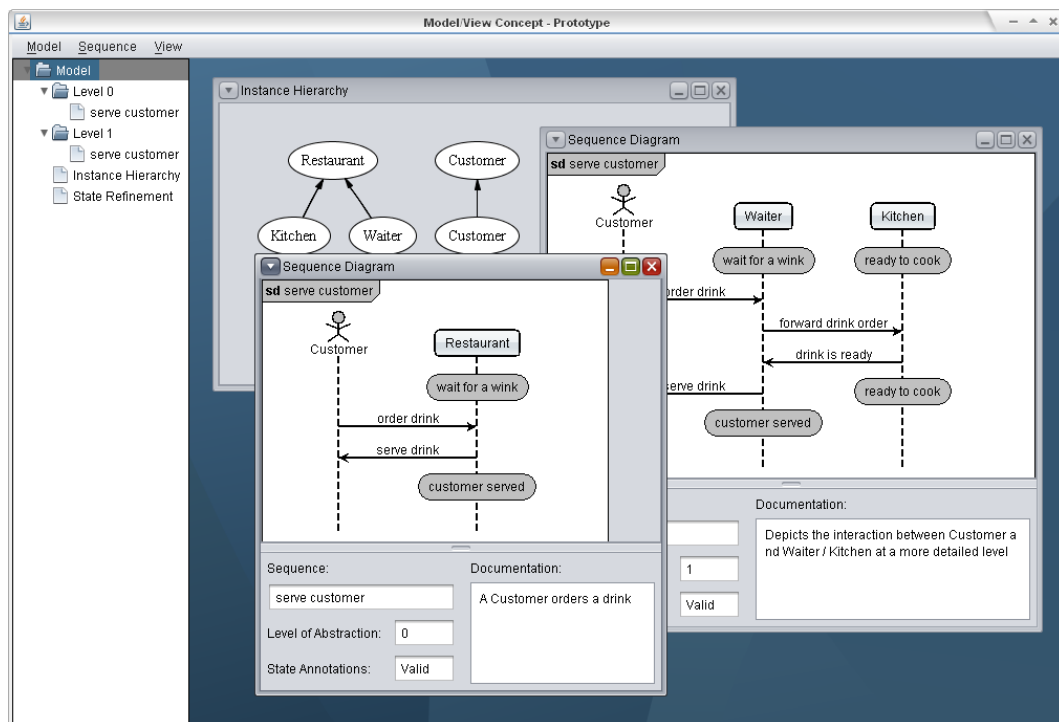 Model/View Concept - Prototype
Model Sequence View
Model
Level 0
serve customer
Level 1
serve customer
Instance Hierarchy
State Refinement
Instance Hierarchy
Restaurant
Customer
Kitchen
Waiter
Customer
Sequence Diagram
sd serve customer
Customer
Waiter
Kitchen
wait for a wink
ready to cook
order drink
forward drink order
drink is ready
serve drink
ready to cook
customer served
Documentation:
Depicts the interaction between Customer a
nd Waiter / Kitchen at a more detailed level
1
Valid
Sequence Diagram
sd serve customer
Customer
Restaurant
wait for a wink
order drink
serve drink
customer served
Sequence:
serve customer
Level of Abstraction: 0
State Annotations: Valid
Documentation:
A Customer orders a drink